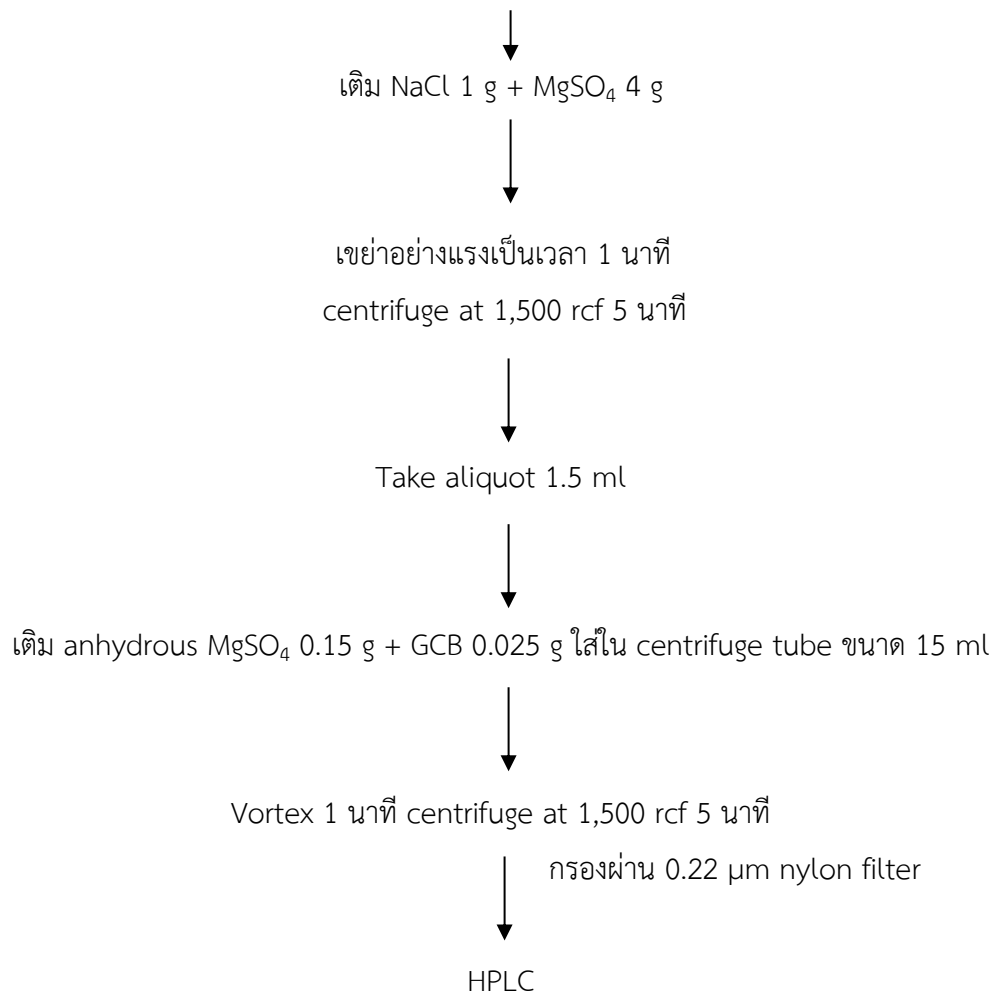 เติม NaCl 1 g + MgSO₄ 4 g
เขย่าอย่างแรงเป็นเวลา 1 นาที
centrifuge at 1,500 rcf 5 นาที
Take aliquot 1.5 ml
เติม anhydrous MgSO₄ 0.15 g + GCB 0.025 g ใส่ใน centrifuge tube ขนาด 15 ml
Vortex 1 นาที centrifuge at 1,500 rcf 5 นาที
กรองผ่าน 0.22 µm nylon filter
HPLC